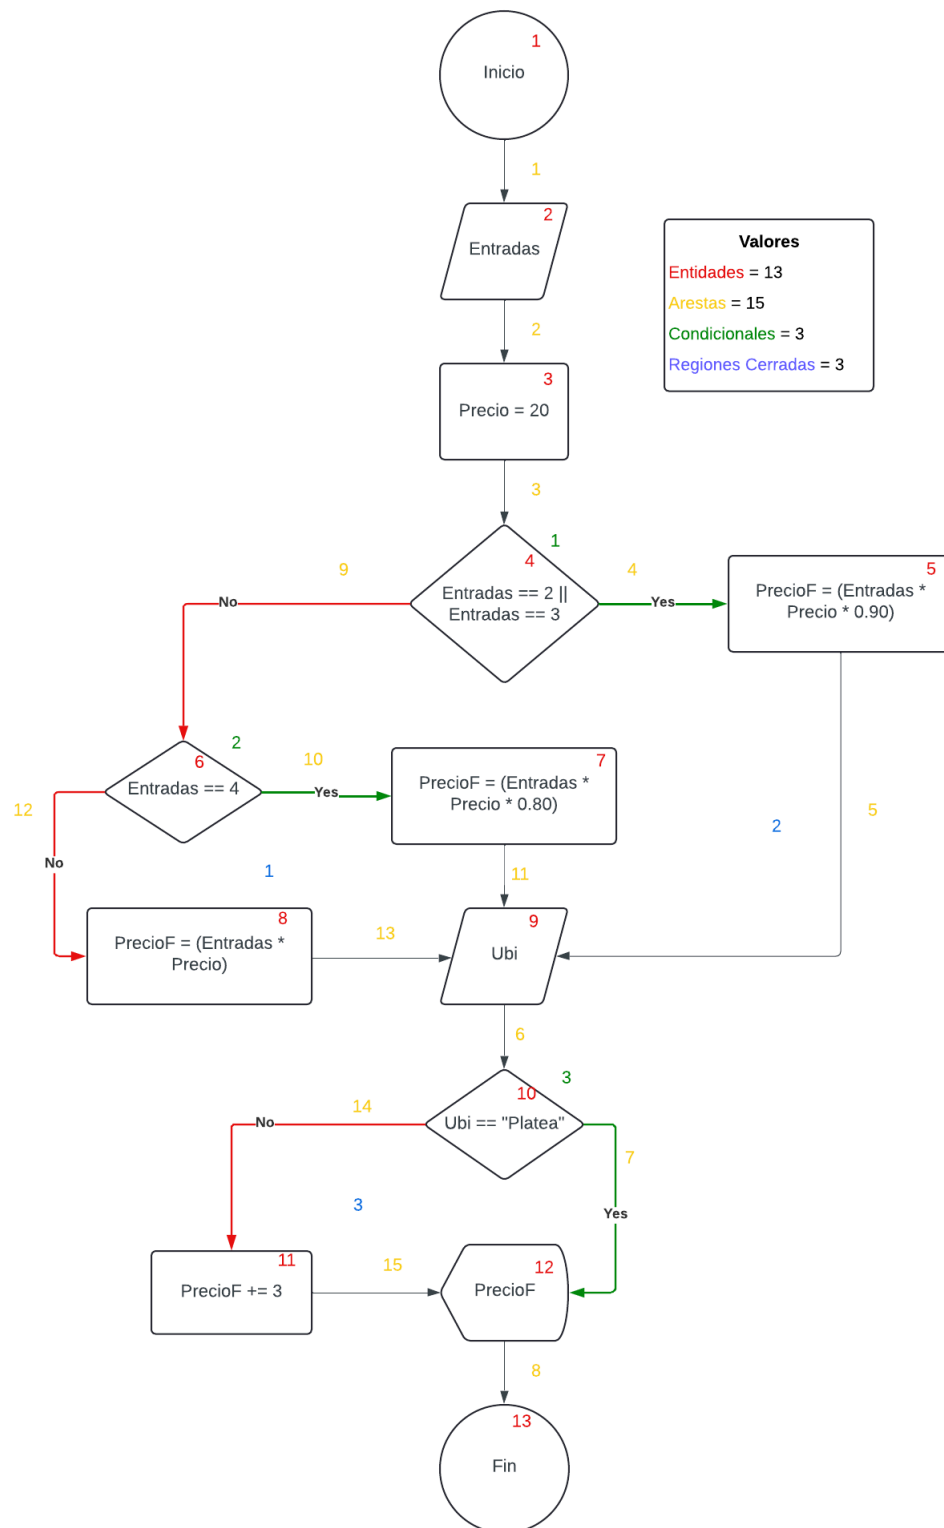 1
Inicio
1
2
Entradas
Valores
Entidades = 13
Arestas = 15
Condicionales = 3
Regiones Cerradas = 3
2
3
Precio = 20
3
1
4
Entradas == 2 ||
Entradas == 3
9
No
4
Yes
5
PrecioF = (Entradas *
Precio * 0.90)
2
6
Entradas == 4
10
Yes
7
PrecioF = (Entradas *
Precio * 0.80)
12
No
1
11
2
5
8
PrecioF = (Entradas *
Precio)
13
9
Ubi
6
3
10
Ubi == "Platea"
14
No
7
Yes
3
11
PrecioF += 3
15
12
PrecioF
8
13
Fin